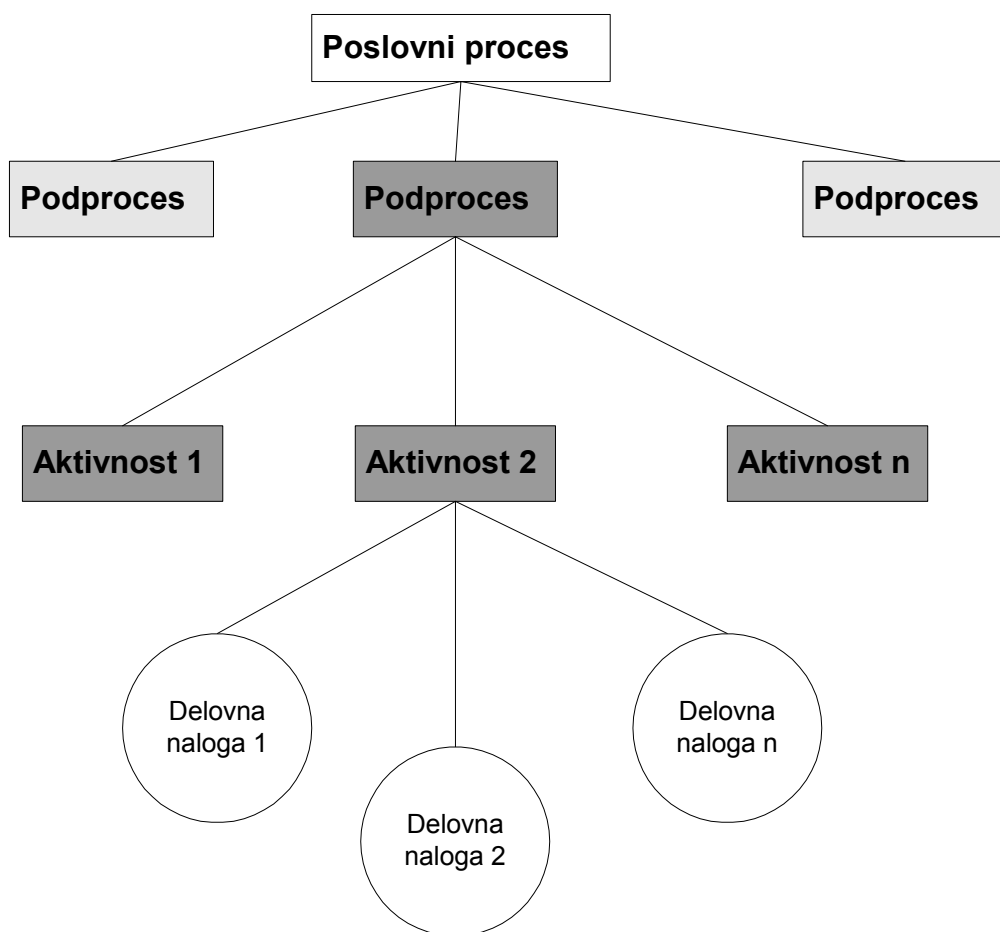 Poslovni proces
Podproces
Podproces
Podproces
Aktivnost 1
Aktivnost 2
Aktivnost n
Delovna
naloga 1
Delovna
naloga 2
Delovna
naloga n